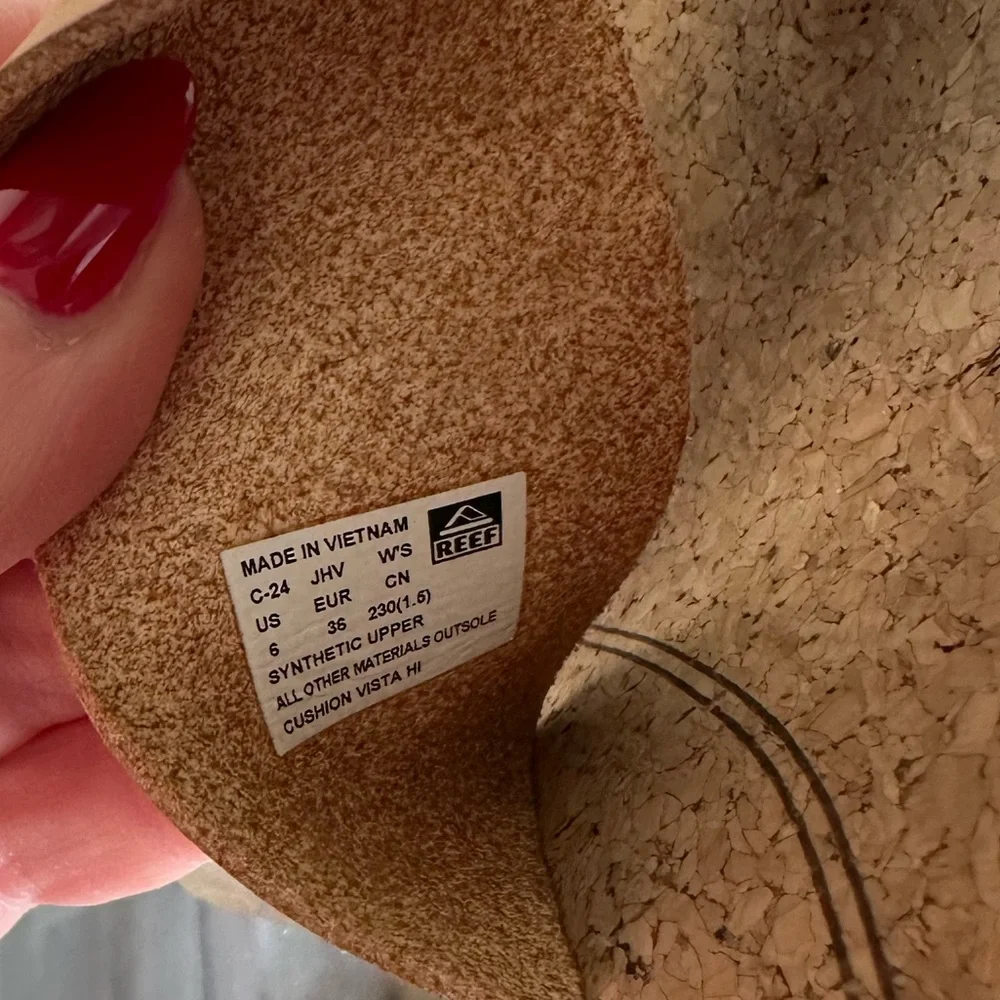 MADE IN VIETNAM
REEF
C-24 JHV W'S
US EUR CN
6 36 230(1.5)
SYNTHETIC UPPER
ALL OTHER MATERIALS OUTSOLE
CUSHION VISTA HI